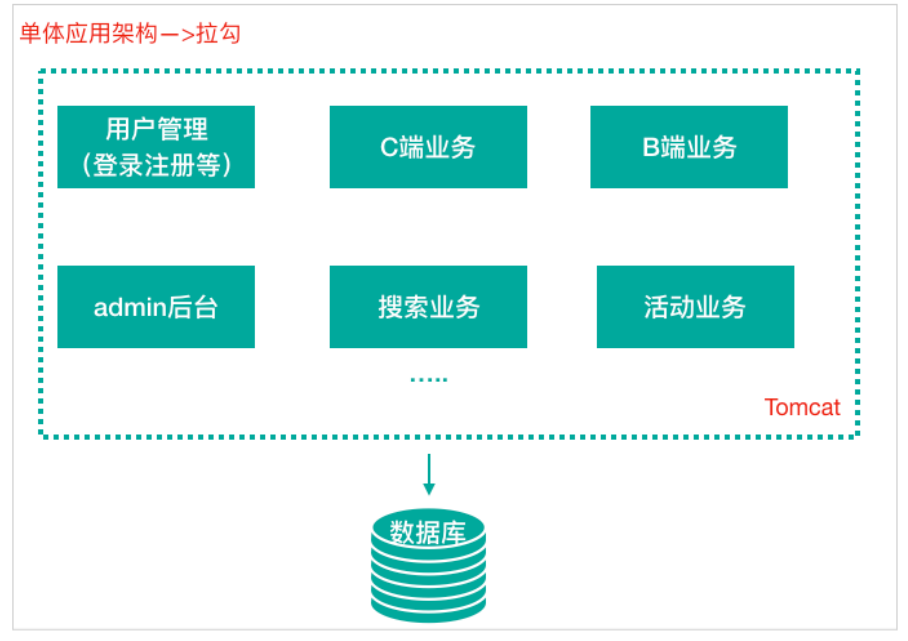 单体应用架构—>拉勾
用户管理
（登录注册等）
C端业务
B端业务
admin后台
搜索业务
活动业务
·····
Tomcat
数据库